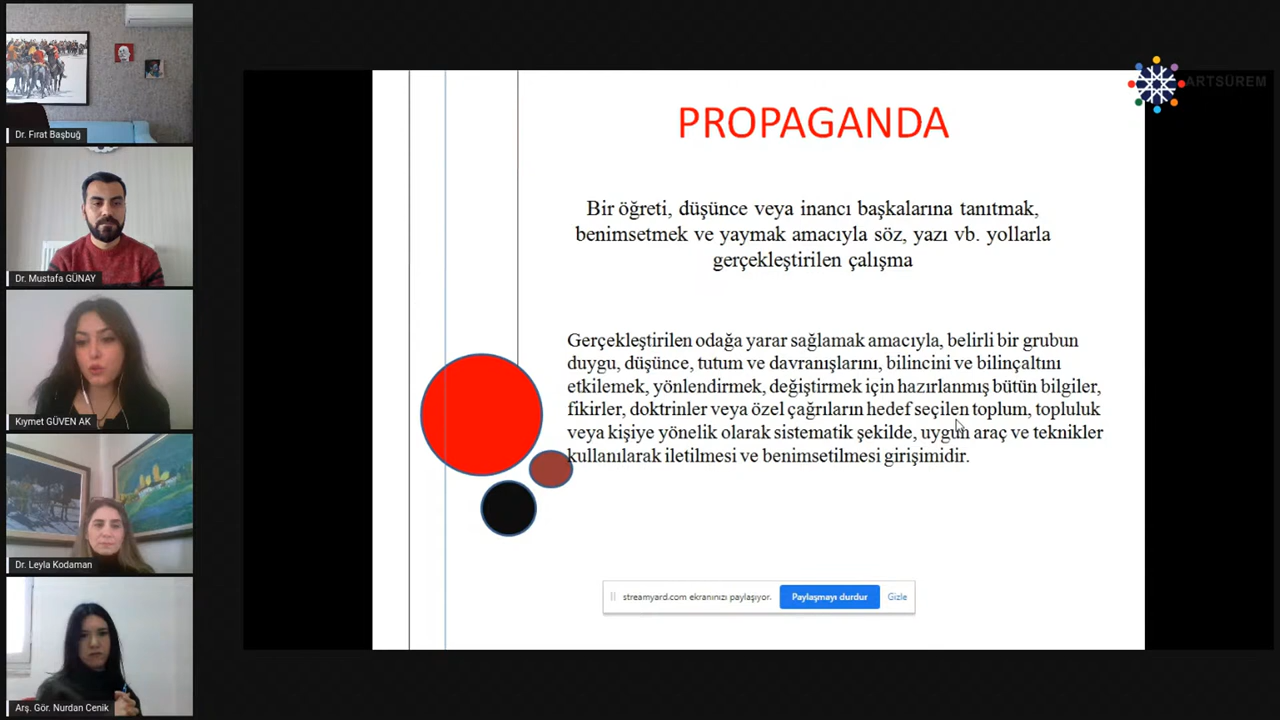 Dr. Fırat Başbuğ
Dr. Mustafa GÜNAY
Kıymet GÜVEN AK
Dr. Leyla Kodaman
Arş. Gör. Nurdan Cenik
ARTSÜREM
PROPAGANDA
Bir öğreti, düşünce veya inancı başkalarına tanıtmak,
benimsetmek ve yaymak amacıyla söz, yazı vb. yollarla
gerçekleştirilen çalışma
Gerçekleştirilen odağa yarar sağlamak amacıyla, belirli bir grubun
duygu, düşünce, tutum ve davranışlarını, bilincini ve bilinçaltını
etkilemek, yönlendirmek, değiştirmek için hazırlanmış bütün bilgiler,
fikirler, doktrinler veya özel çağrıların hedef seçilen toplum, topluluk
veya kişiye yönelik olarak sistematik şekilde, uygun araç ve teknikler
kullanılarak iletilmesi ve benimsetilmesi girişimidir.
streamyard.com ekranınızı paylaşıyor.
Paylaşmayı durdur
Gizle